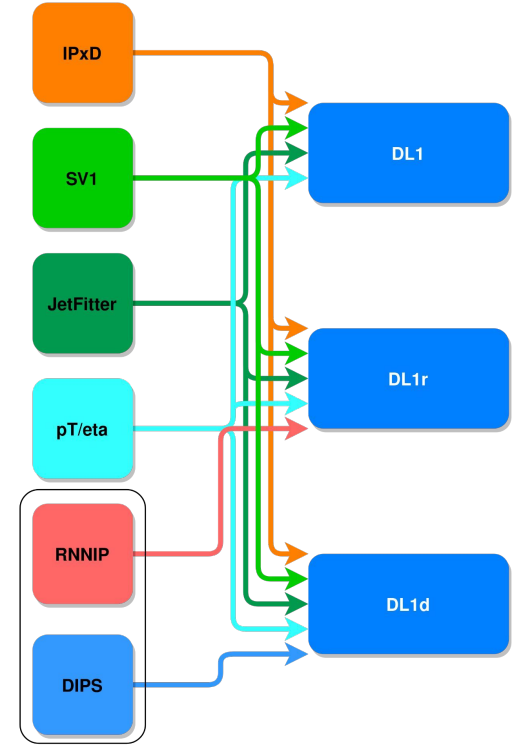 IPxD
SV1
JetFitter
pT/eta
RNNIP
DIPS
DL1
DL1r
DL1d